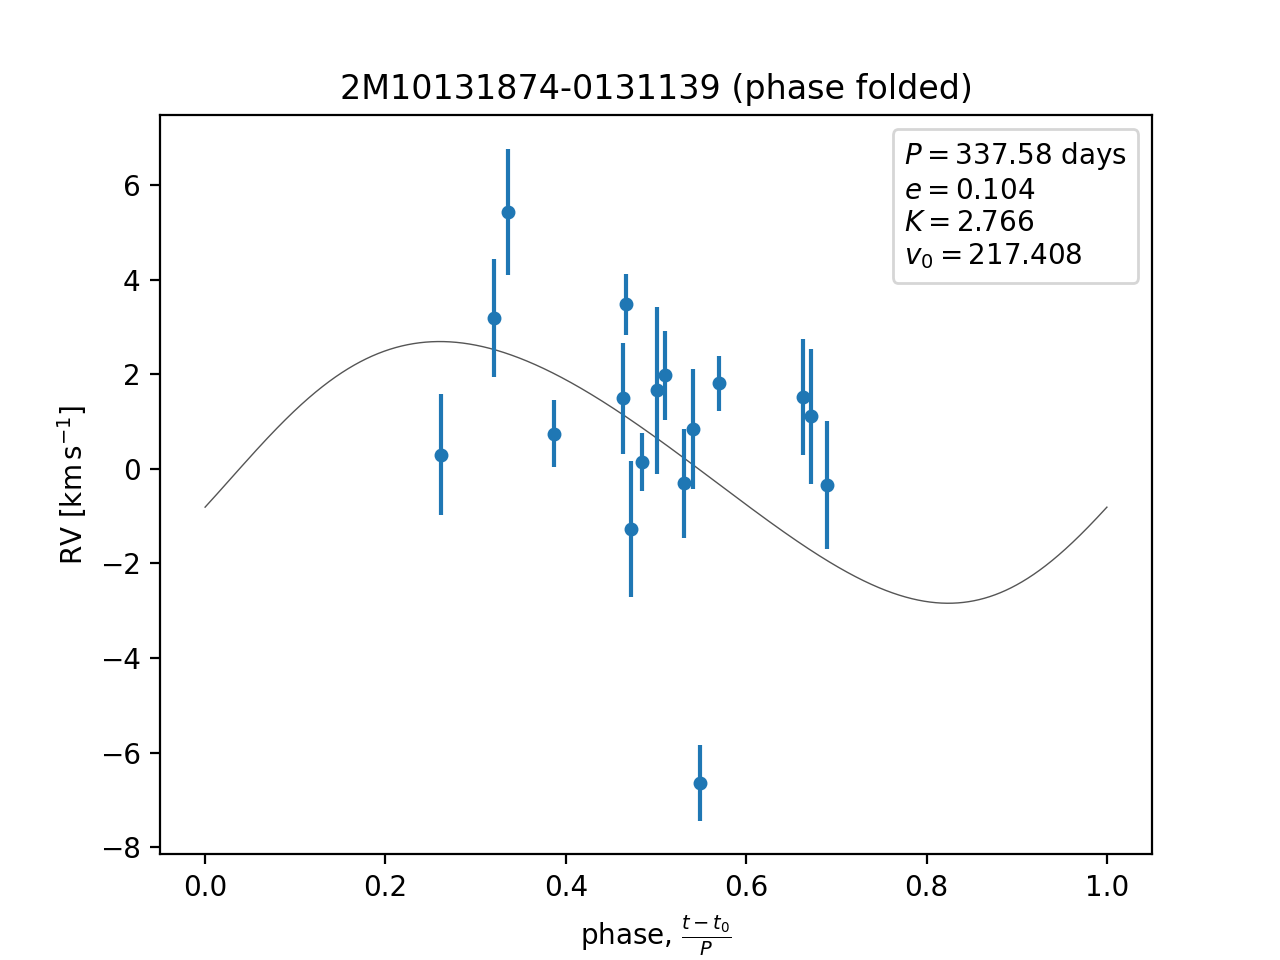 2M10131874-0131139 (phase folded)
P = 337.58 days
e = 0.104
K = 2.766
v₀ = 217.408
RV [km s⁻¹]
6
4
2
0
−2
−4
−6
−8
0.0 0.2 0.4 0.6 0.8 1.0
phase, (t − t₀)/P